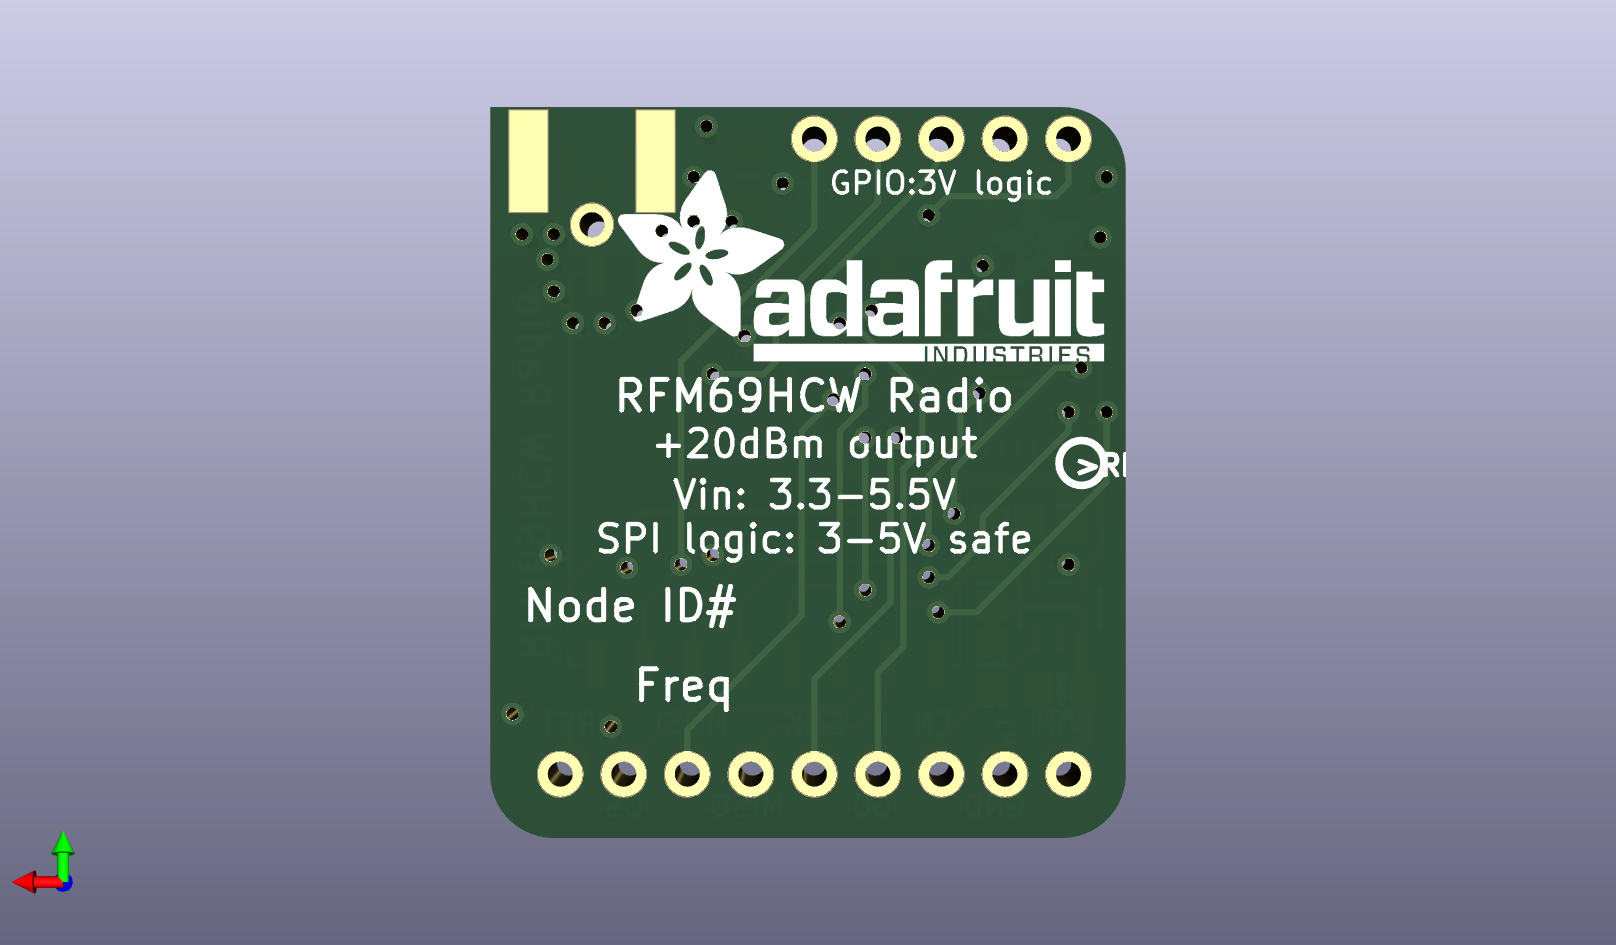 GPIO:3V logic
adafruit
INDUSTRIES
RFM69HCW Radio
+20dBm output
>R
Vin: 3.3-5.5V
SPI logic: 3-5V safe
Node ID#
Freq